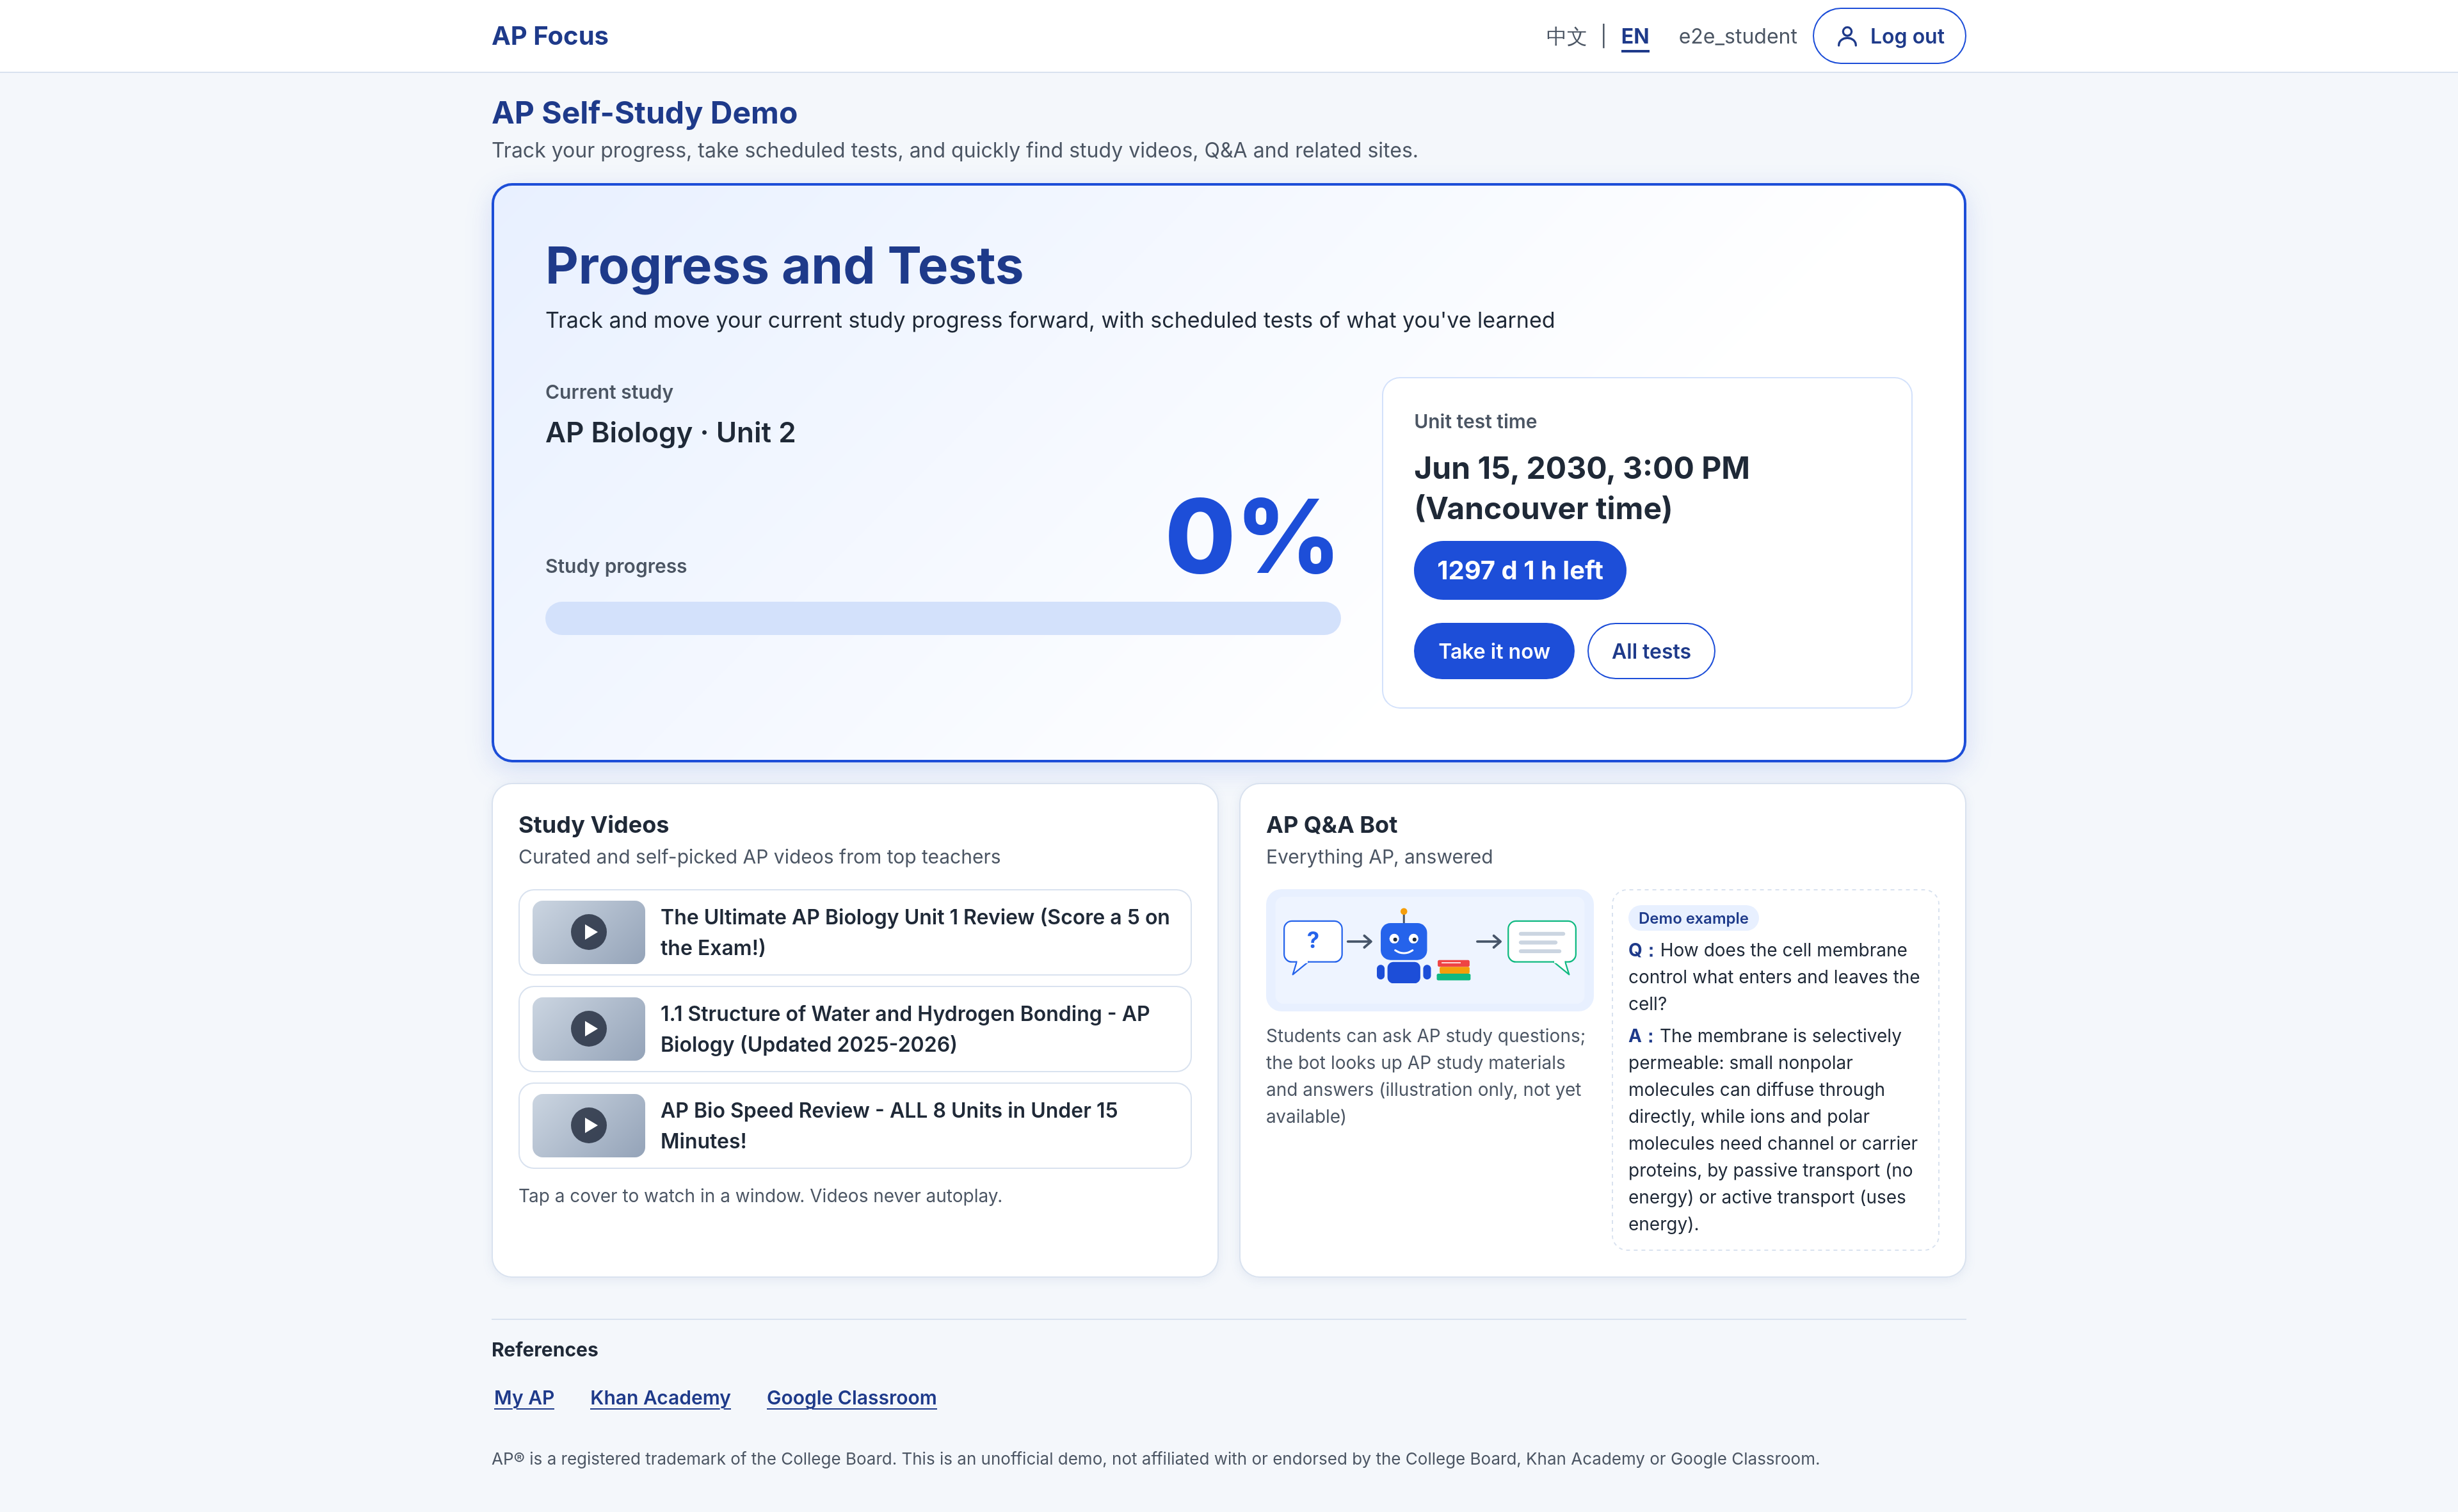 AP Focus
中文 | EN e2e_student Log out
AP Self-Study Demo
Track your progress, take scheduled tests, and quickly find study videos, Q&A and related sites.
Progress and Tests
Track and move your current study progress forward, with scheduled tests of what you've learned
Current study
AP Biology · Unit 2
Study progress
0%
Unit test time
Jun 15, 2030, 3:00 PM
(Vancouver time)
1297 d 1 h left
Take it now
All tests
Study Videos
Curated and self-picked AP videos from top teachers
The Ultimate AP Biology Unit 1 Review (Score a 5 on
the Exam!)
1.1 Structure of Water and Hydrogen Bonding - AP
Biology (Updated 2025-2026)
AP Bio Speed Review - ALL 8 Units in Under 15
Minutes!
Tap a cover to watch in a window. Videos never autoplay.
AP Q&A Bot
Everything AP, answered
?
Students can ask AP study questions;
the bot looks up AP study materials
and answers (illustration only, not yet
available)
Demo example
Q：How does the cell membrane
control what enters and leaves the
cell?
A：The membrane is selectively
permeable: small nonpolar
molecules can diffuse through
directly, while ions and polar
molecules need channel or carrier
proteins, by passive transport (no
energy) or active transport (uses
energy).
References
My AP
Khan Academy
Google Classroom
AP® is a registered trademark of the College Board. This is an unofficial demo, not affiliated with or endorsed by the College Board, Khan Academy or Google Classroom.